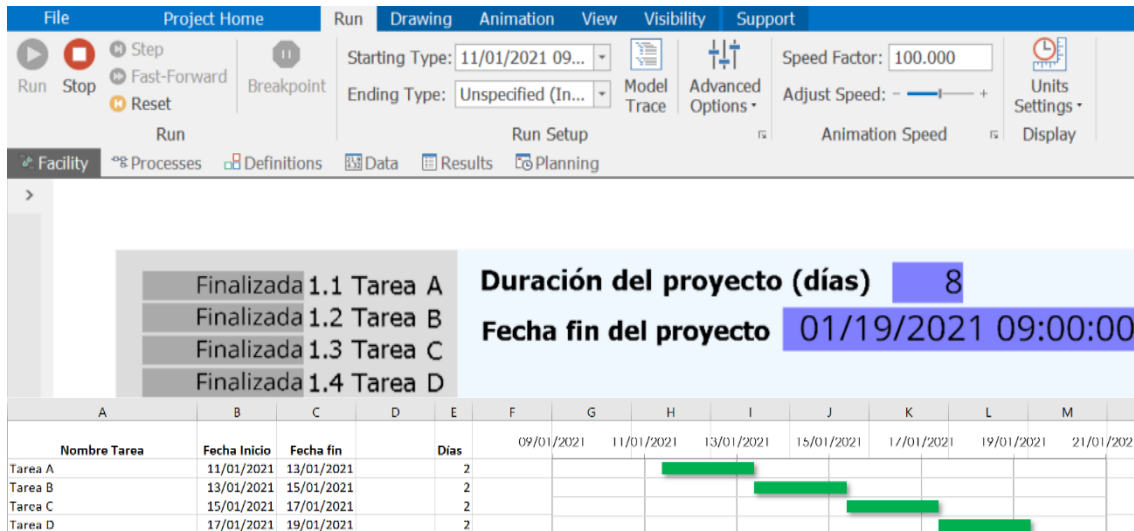 File Project Home Run Drawing Animation View Visibility Support
Run Stop Step Fast-Forward Reset Breakpoint
Starting Type: 11/01/2021 09...
Ending Type: Unspecified (In...
Model Trace Advanced Options
Speed Factor: 100.000
Adjust Speed: - +
Units Settings
Run Run Setup Animation Speed Display
Facility Processes Definitions Data Results Planning
Finalizada 1.1 Tarea A
Finalizada 1.2 Tarea B
Finalizada 1.3 Tarea C
Finalizada 1.4 Tarea D
Duración del proyecto (días) 8
Fecha fin del proyecto 01/19/2021 09:00:00
A B C D E F G H I J K L M
Nombre Tarea Fecha Inicio Fecha fin Días 09/01/2021 11/01/2021 13/01/2021 15/01/2021 17/01/2021 19/01/2021 21/01/202
Tarea A 11/01/2021 13/01/2021 2
Tarea B 13/01/2021 15/01/2021 2
Tarea C 15/01/2021 17/01/2021 2
Tarea D 17/01/2021 19/01/2021 2